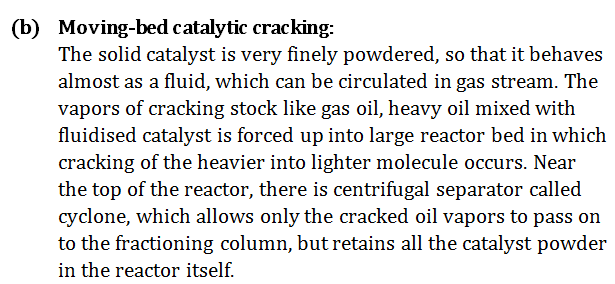 (b) Moving-bed catalytic cracking:
The solid catalyst is very finely powdered, so that it behaves
almost as a fluid, which can be circulated in gas stream. The
vapors of cracking stock like gas oil, heavy oil mixed with
fluidised catalyst is forced up into large reactor bed in which
cracking of the heavier into lighter molecule occurs. Near
the top of the reactor, there is centrifugal separator called
cyclone, which allows only the cracked oil vapors to pass on
to the fractioning column, but retains all the catalyst powder
in the reactor itself.